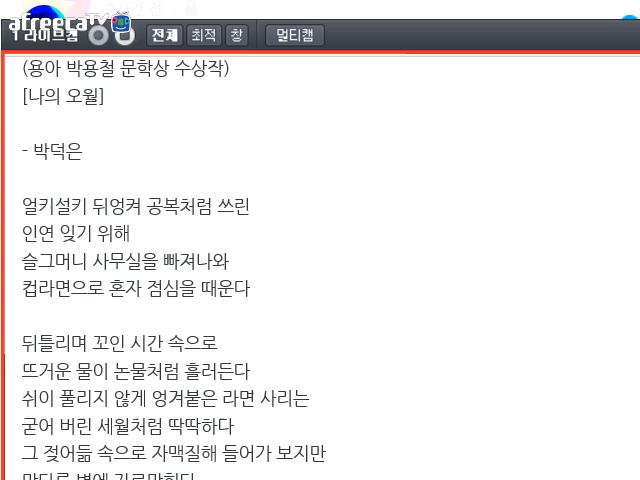 afreecaTV
1 라이브캠
전체 최적 창 멀티캠
(용아 박용철 문학상 수상작)
[나의 오월]
- 박덕은
얼키설키 뒤엉켜 공복처럼 쓰린
인연 잊기 위해
슬그머니 사무실을 빠져나와
컵라면으로 혼자 점심을 때운다
뒤틀리며 꼬인 시간 속으로
뜨거운 물이 논물처럼 흘러든다
쉬이 풀리지 않게 엉겨붙은 라면 사리는
굳어 버린 세월처럼 딱딱하다
그 젖어듦 속으로 자맥질해 들어가 보지만